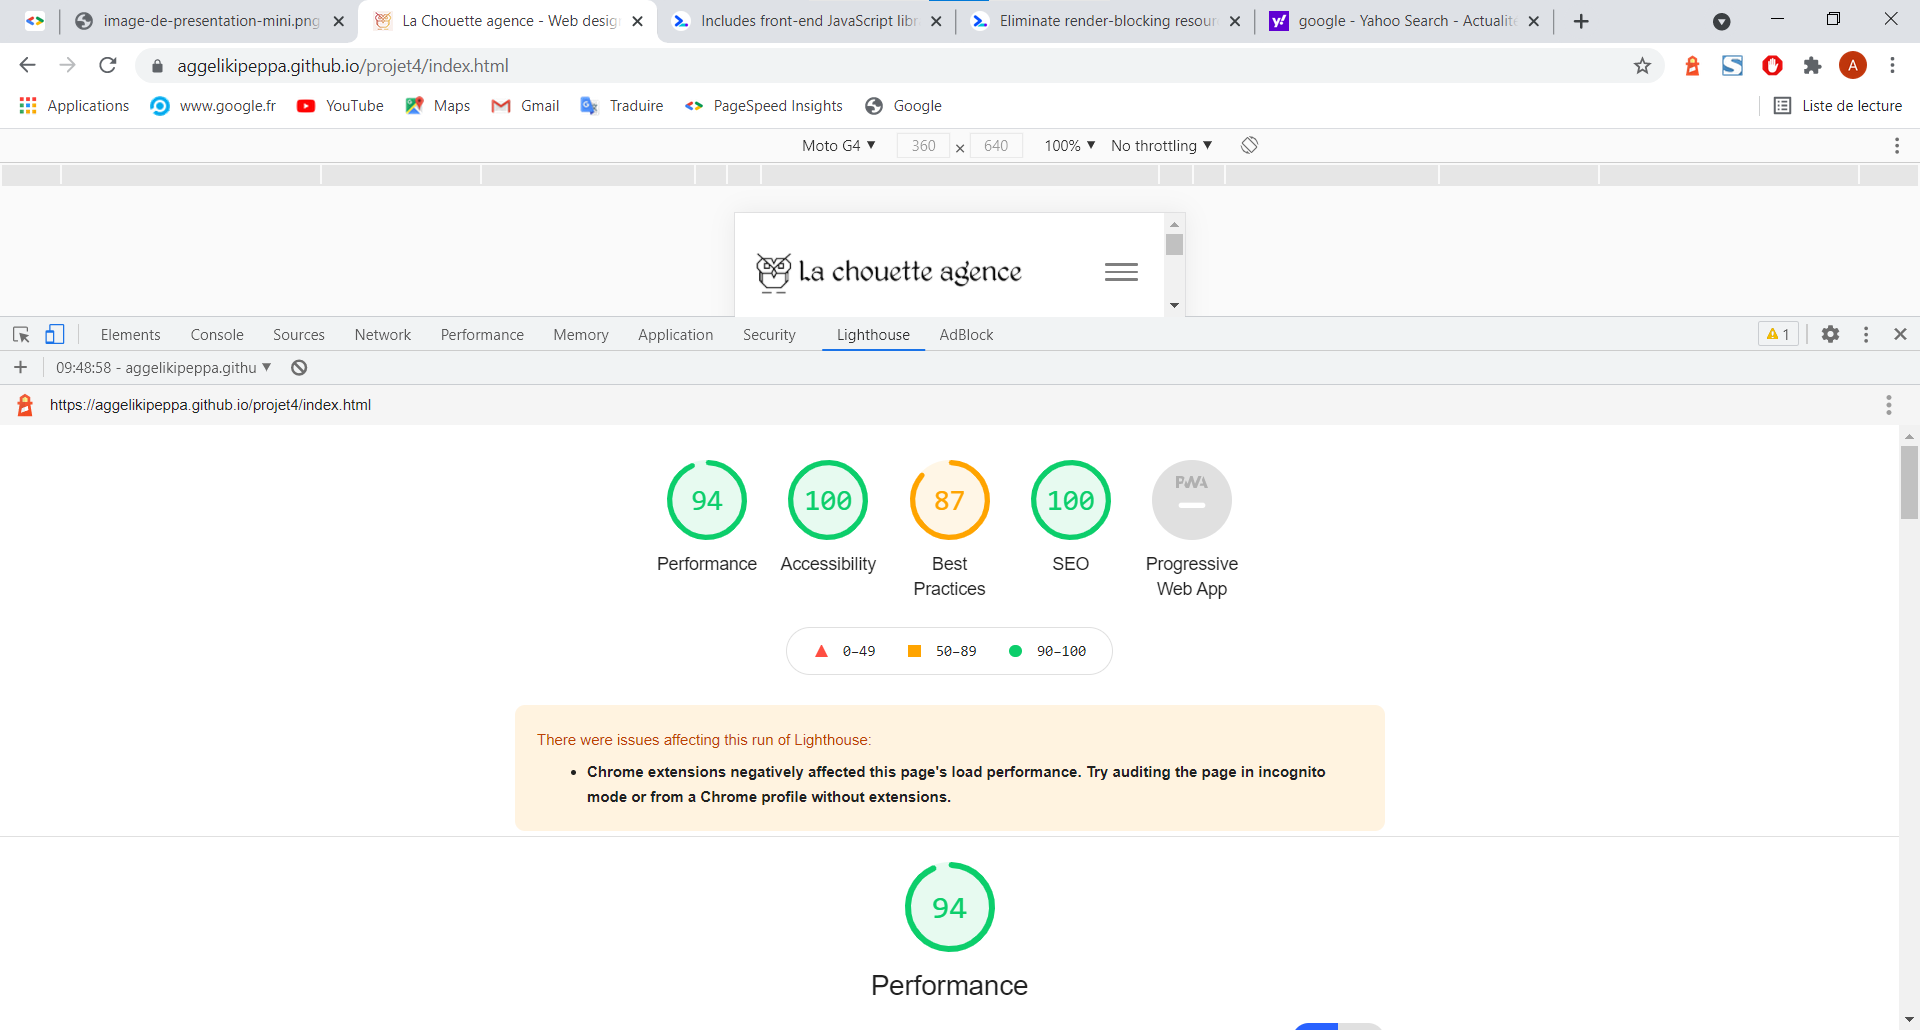 image-de-presentation-mini.png
La Chouette agence - Web desig
Includes front-end JavaScript lib
Eliminate render-blocking resour
google - Yahoo Search - Actualité
aggelikipeppa.github.io/projet4/index.html
A
Applications
www.google.fr
YouTube
Maps
Gmail
Traduire
PageSpeed Insights
Google
Liste de lecture
Moto G4
360 × 640
100%
No throttling
La chouette agence
Elements
Console
Sources
Network
Performance
Memory
Application
Security
Lighthouse
AdBlock
1
09:48:58 - aggelikipeppa.githu
https://aggelikipeppa.github.io/projet4/index.html
94
100
87
100
PWA
Performance
Accessibility
Best
Practices
SEO
Progressive
Web App
0–49
50–89
90–100
There were issues affecting this run of Lighthouse:
Chrome extensions negatively affected this page's load performance. Try auditing the page in incognito
mode or from a Chrome profile without extensions.
94
Performance